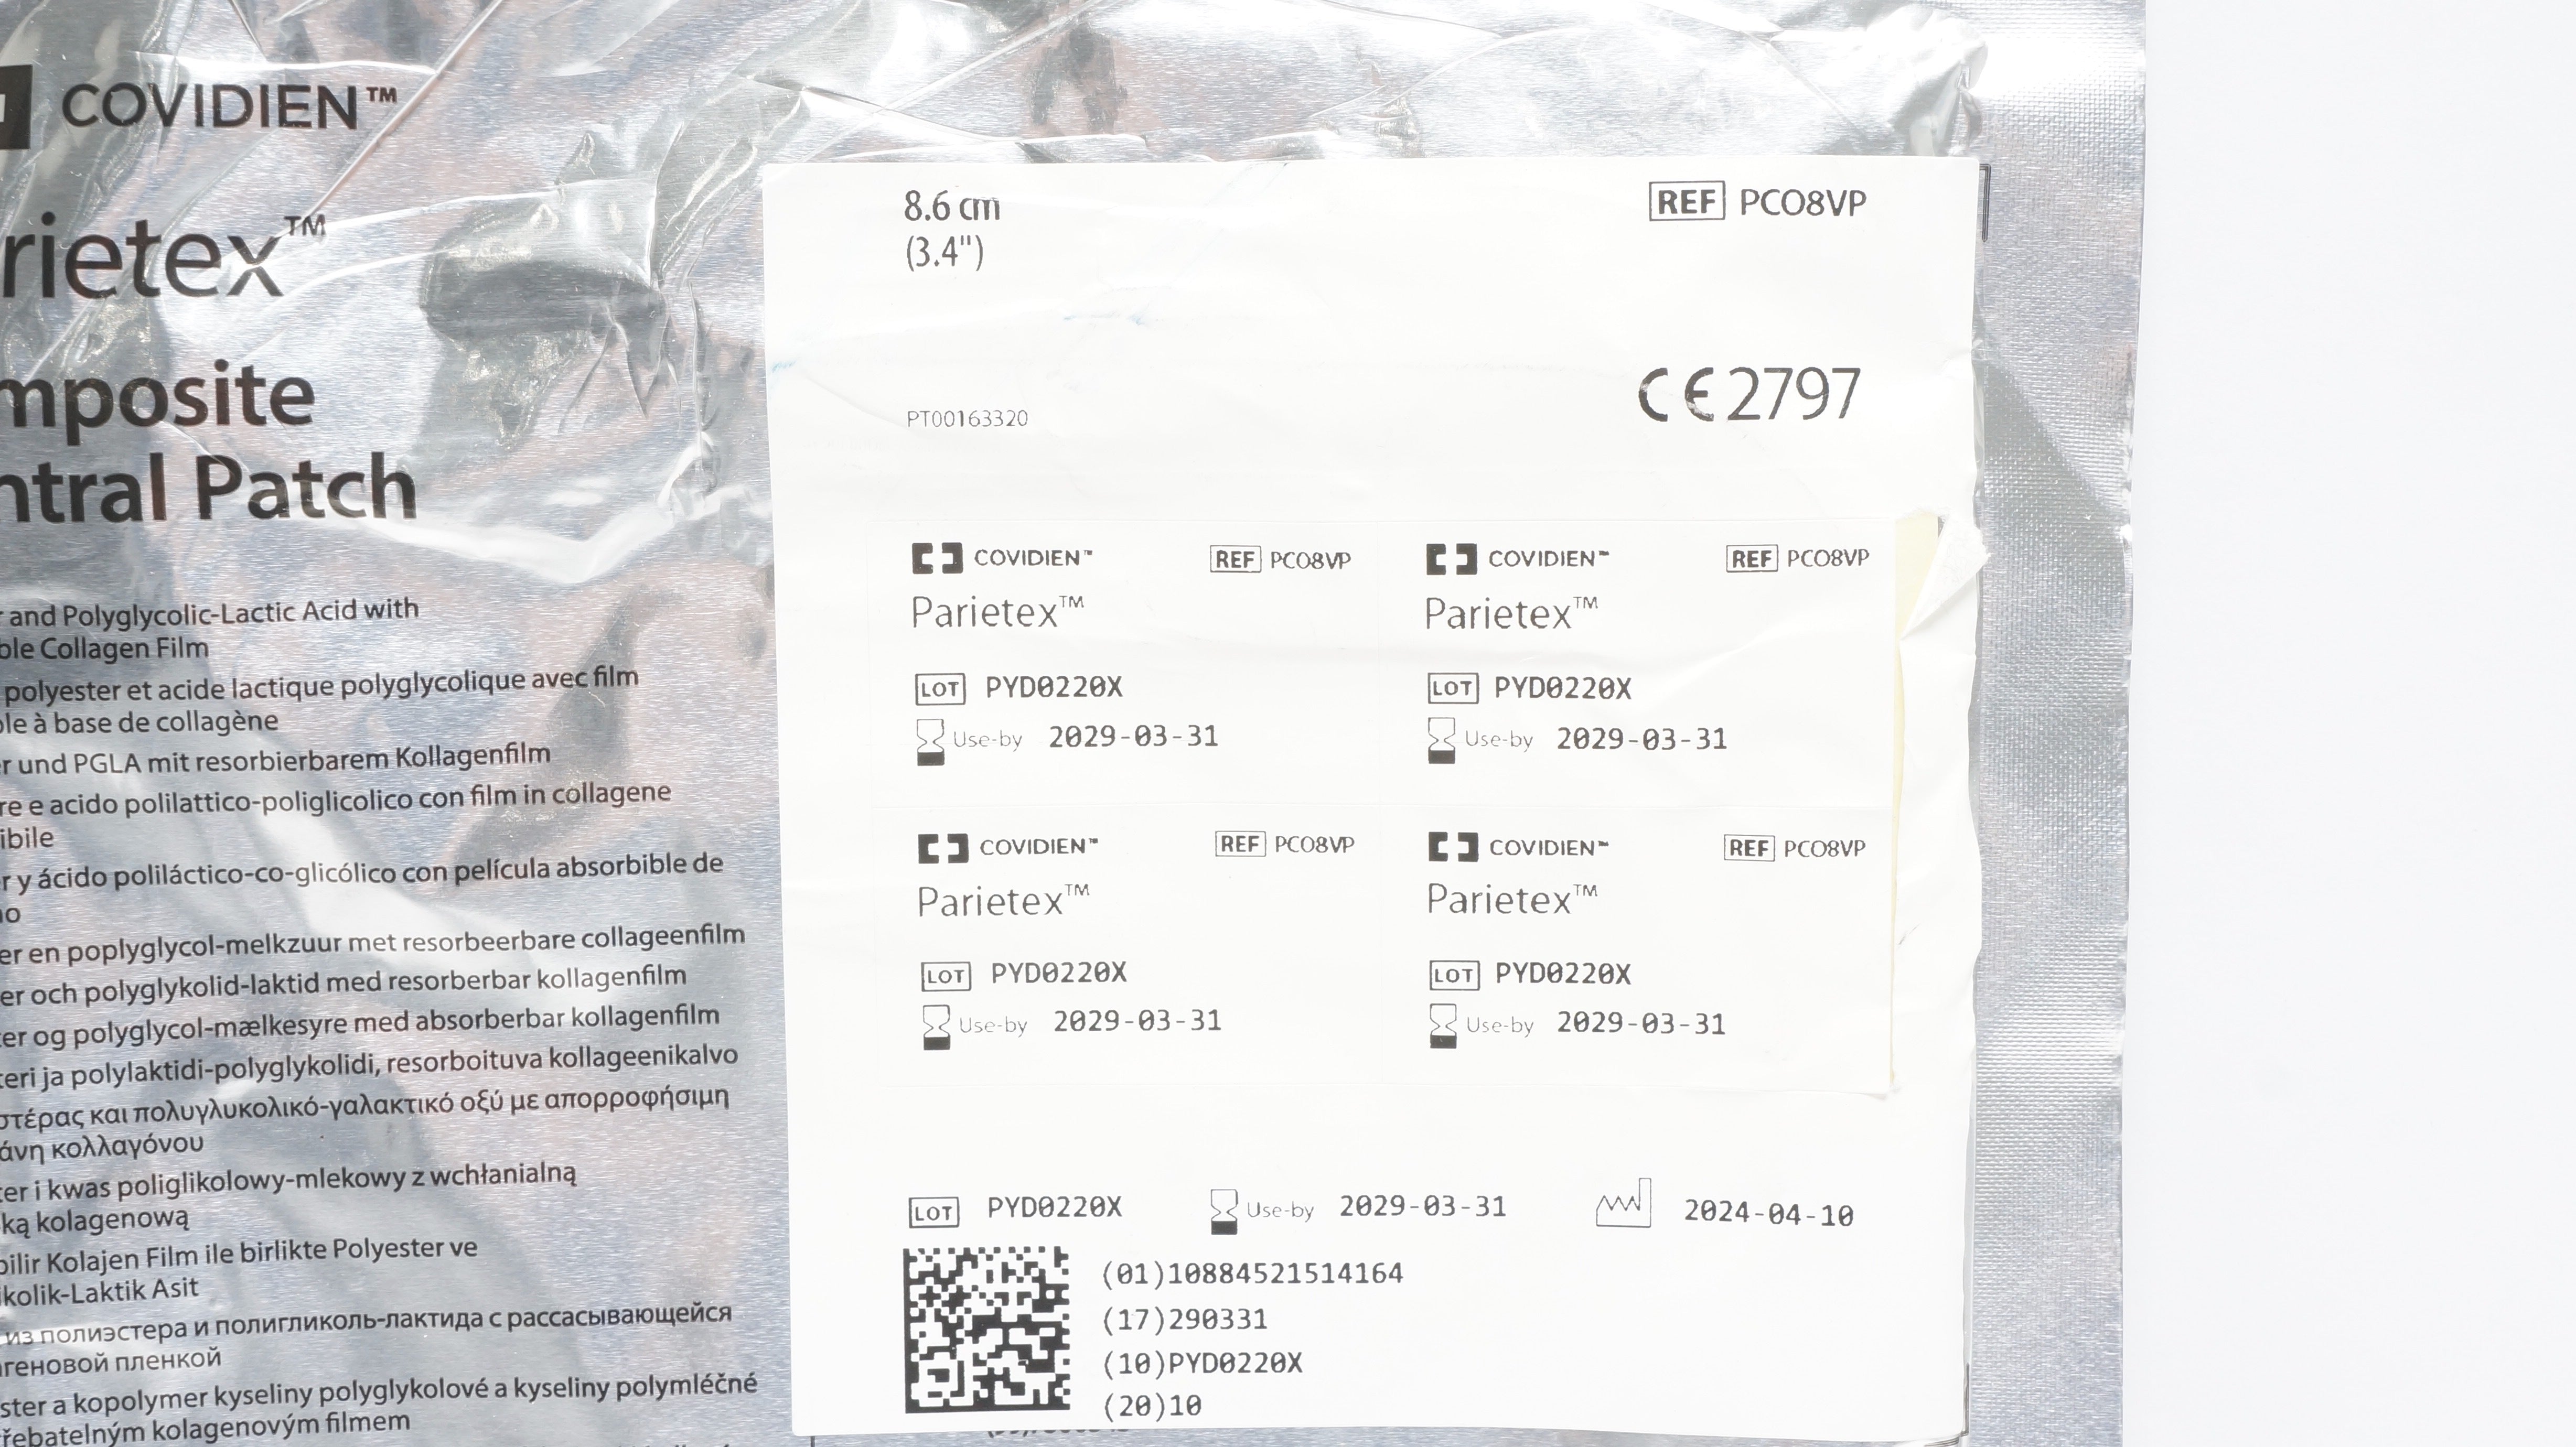 COVIDIEN™
rietex™
mposite
ntral Patch
and Polyglycolic-Lactic Acid with
ble Collagen Film
polyester et acide lactique polyglycolique avec film
ble à base de collagène
r und PGLA mit resorbierbarem Kollagenfilm
re e acido polilattico-poliglicolico con film in collagene
ibile
r y ácido poliláctico-co-glicólico con película absorbible de
no
er en poplyglycol-melkzuur met resorbeerbare collageenfilm
er och polyglykolid-laktid med resorberbar kollagenfilm
er og polyglycol-mælkesyre med absorberbar kollagenfilm
eri ja polylaktidi-polyglykolidi, resorboituva kollageenikalvo
στέρας και πολυγλυκολικό-γαλακτικό οξύ με απορροφήσιμη
άνη κολλαγόνου
er i kwas poliglikolowy-mlekowy z wchłanialną
ką kolagenową
bilir Kolajen Film ile birlikte Polyester ve
ikolik-Laktik Asit
из полиэстера и полигликоль-лактида с рассасывающейся
геновой пленкой
ster a kopolymer kyseliny polyglykolové a kyseliny polymléčné
řebatelným kolagenovým filmem
8.6 cm
(3.4")
REF PCO8VP
CE 2797
PT00163320
COVIDIEN™ REF PCO8VP
Parietex™
LOT PYD0220X
Use-by 2029-03-31
COVIDIEN™ REF PCO8VP
Parietex™
LOT PYD0220X
Use-by 2029-03-31
COVIDIEN™ REF PCO8VP
Parietex™
LOT PYD0220X
Use-by 2029-03-31
COVIDIEN™ REF PCO8VP
Parietex™
LOT PYD0220X
Use-by 2029-03-31
LOT PYD0220X Use-by 2029-03-31 2024-04-10
(01)10884521514164
(17)290331
(10)PYD0220X
(20)10